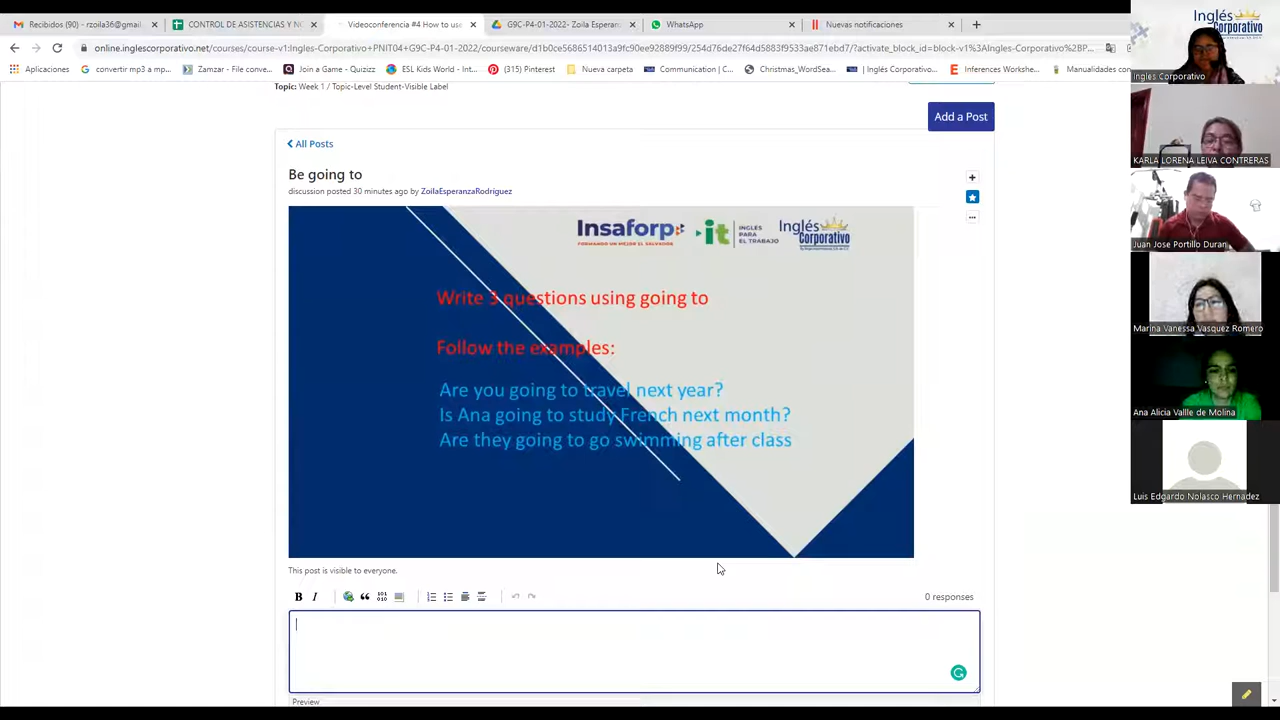 Recibidos (90) - rzoila36@gmail.
CONTROL DE ASISTENCIAS Y NO
Videoconferencia #4 How to use
G9C-P4-01-2022- Zoila Esperan
WhatsApp
Nuevas notificaciones
Aplicaciones
convertir mp3 a mp...
Zamzar - File conve...
Join a Game - Quizizz
ESL Kids World - Int...
(315) Pinterest
Nueva carpeta
Communication | C...
Christmas_WordSea...
| Inglés Corporativo...
Inferences Workshe...
Manualidades co
Topic: Week 1 / Topic-Level Student-Visible Label
Add a Post
All Posts
Be going to
discussion posted 30 minutes ago by ZoilaEsperanzaRodríguez
Insaforp
FORMANDO UN MEJOR EL SALVADOR
it
INGLÉS
PARA
EL TRABAJO
Inglés
Corporativo
Write 3 questions using going to
Follow the examples:
Are you going to travel next year?
Is Ana going to study French next month?
Are they going to go swimming after class
This post is visible to everyone.
B I
0 responses
Preview
Inglés
Corporativo
Ingles Corporativo
KARLA LORENA LEIVA CONTRERAS
Juan Jose Portillo Duran
Marina Vanessa Vasquez Romero
Ana Alicia Vallle de Molina
Luis Edgardo Nolasco Hernadez